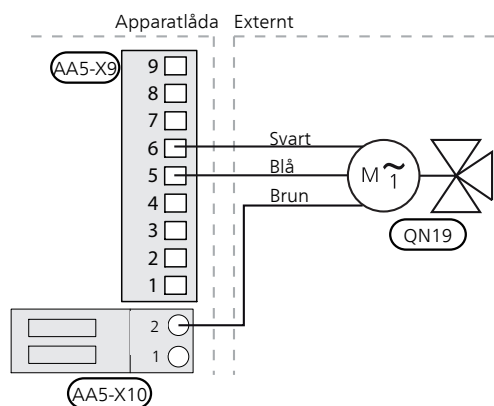 Apparatlåda Externt
AA5-X9
9
8
7
6
5
4
3
2
1
Svart
Blå
Brun
M ~ 1
QN19
2
1
AA5-X10